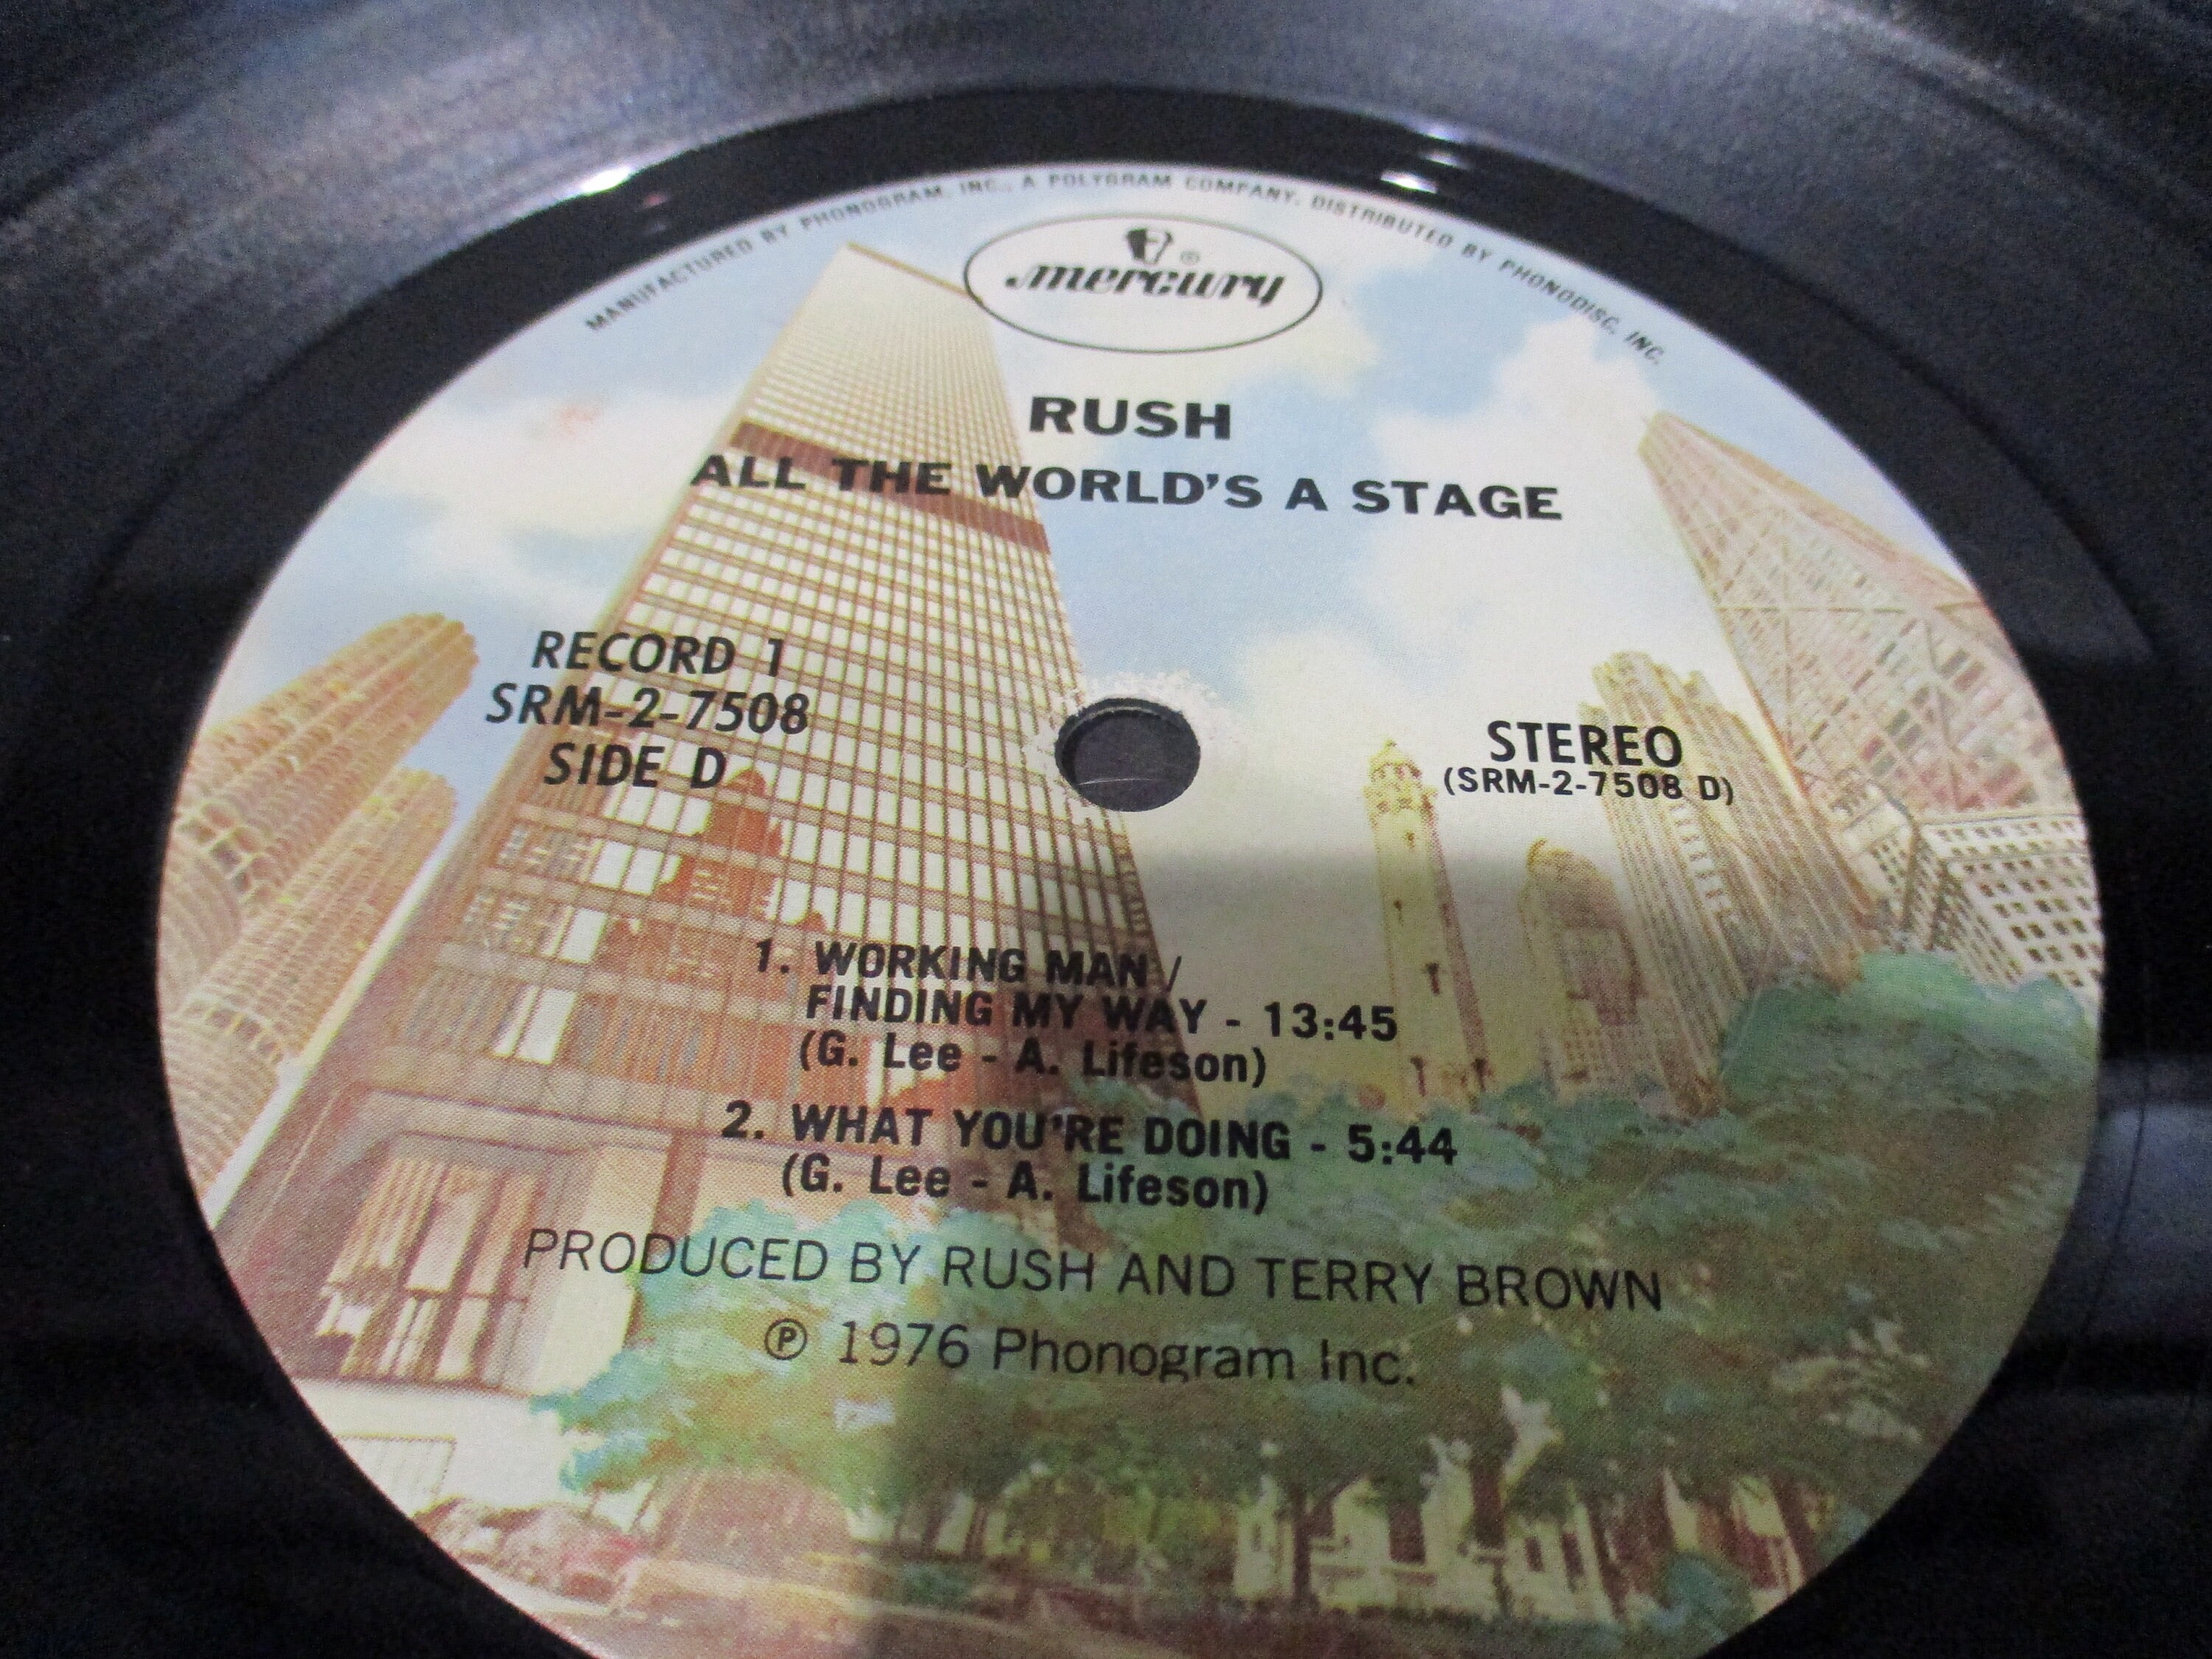 MANUFACTURED BY PHONOGRAM, INC., A POLYGRAM COMPANY, DISTRIBUTED BY PHONODISC, INC.
mercury ®
RUSH
ALL THE WORLD'S A STAGE
RECORD 1
SRM-2-7508
SIDE D
STEREO
(SRM-2-7508 D)
1. WORKING MAN /
FINDING MY WAY - 13:45
(G. Lee - A. Lifeson)
2. WHAT YOU'RE DOING - 5:44
(G. Lee - A. Lifeson)
PRODUCED BY RUSH AND TERRY BROWN
℗ 1976 Phonogram Inc.